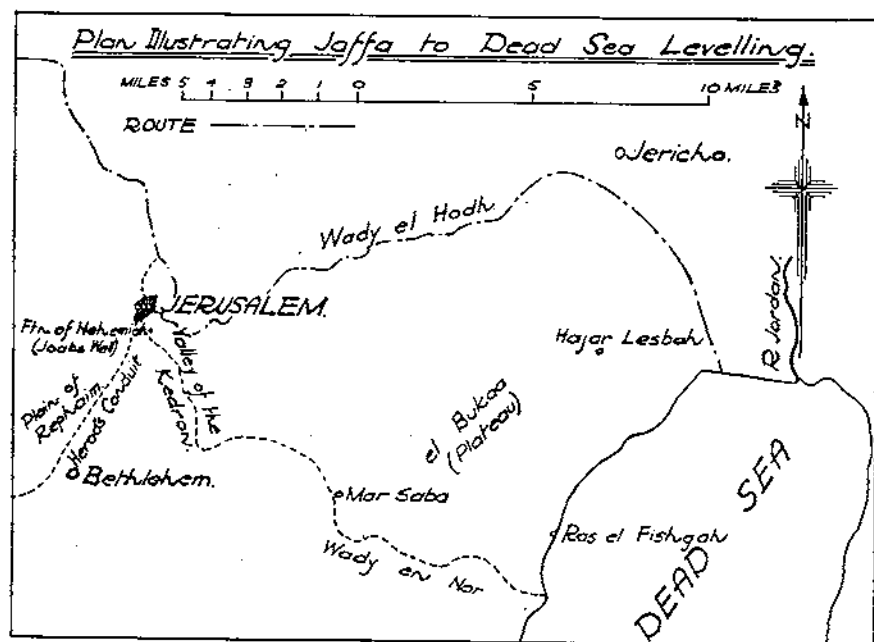 Plan Illustrating Jaffa to Dead Sea Levelling.
MILES 5 4 3 2 1 0 5 10 MILES
ROUTE
N
Jericho.
Wady el Hodh
R. Jordan.
JERUSALEM.
Ftn. of Nehemiah
(Joabs Well)
Valley of the
Kedron
Hajar Lesbah
Plain of
Rephaim.
Herod's Conduit
el Bukaa
(Plateau)
Bethlehem.
Mar Saba
DEAD SEA
Ras el Fishgah
Wady en Nar